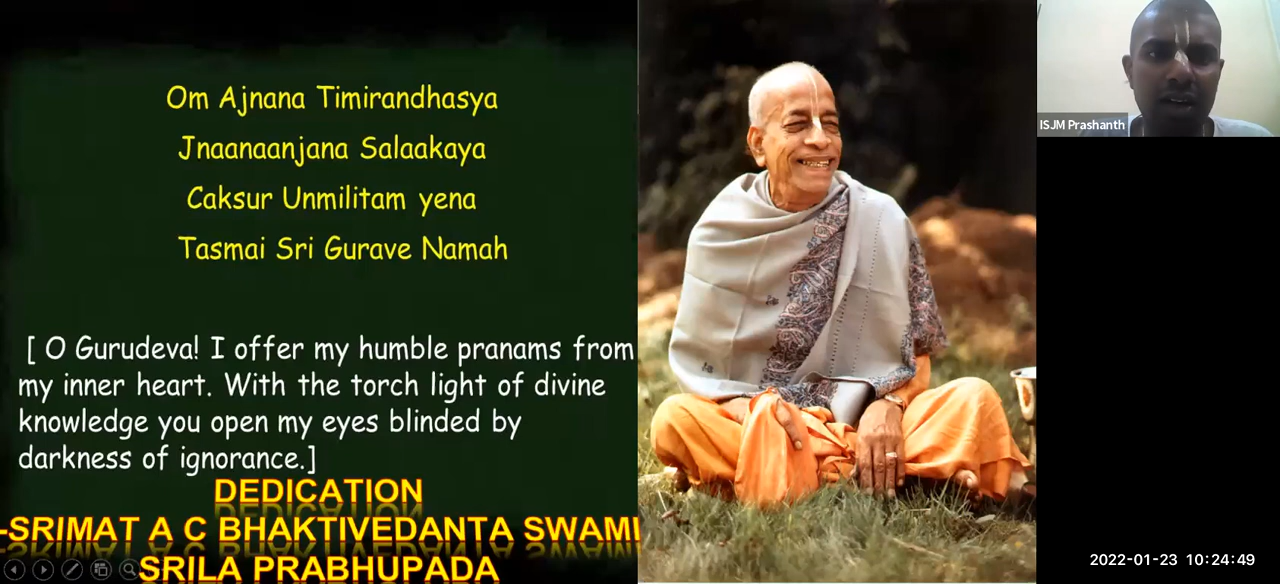 Om Ajnana Timirandhasya
Jnaanaanjana Salaakaya
Caksur Unmilitam yena
Tasmai Sri Gurave Namah
[ O Gurudeva! I offer my humble pranams from
my inner heart. With the torch light of divine
knowledge you open my eyes blinded by
darkness of ignorance.]
DEDICATION
-SRIMAT A C BHAKTIVEDANTA SWAMI
SRILA PRABHUPADA
ISJM Prashanth
2022-01-23 10:24:49